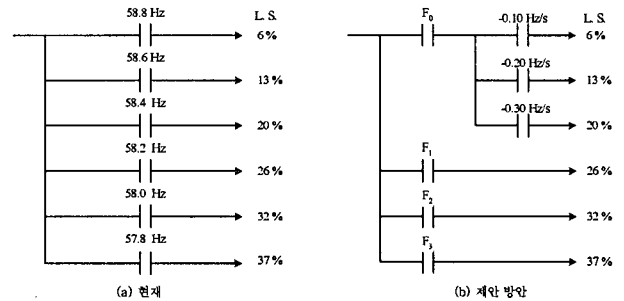 58.8 Hz
L. S.
6%
58.6 Hz
13%
58.4 Hz
20%
58.2 Hz
26%
58.0 Hz
32%
57.8 Hz
37%
(a) 현재
F0
-0.10 Hz/s
L. S.
6%
-0.20 Hz/s
13%
-0.30 Hz/s
20%
F1
26%
F2
32%
F3
37%
(b) 제안 방안